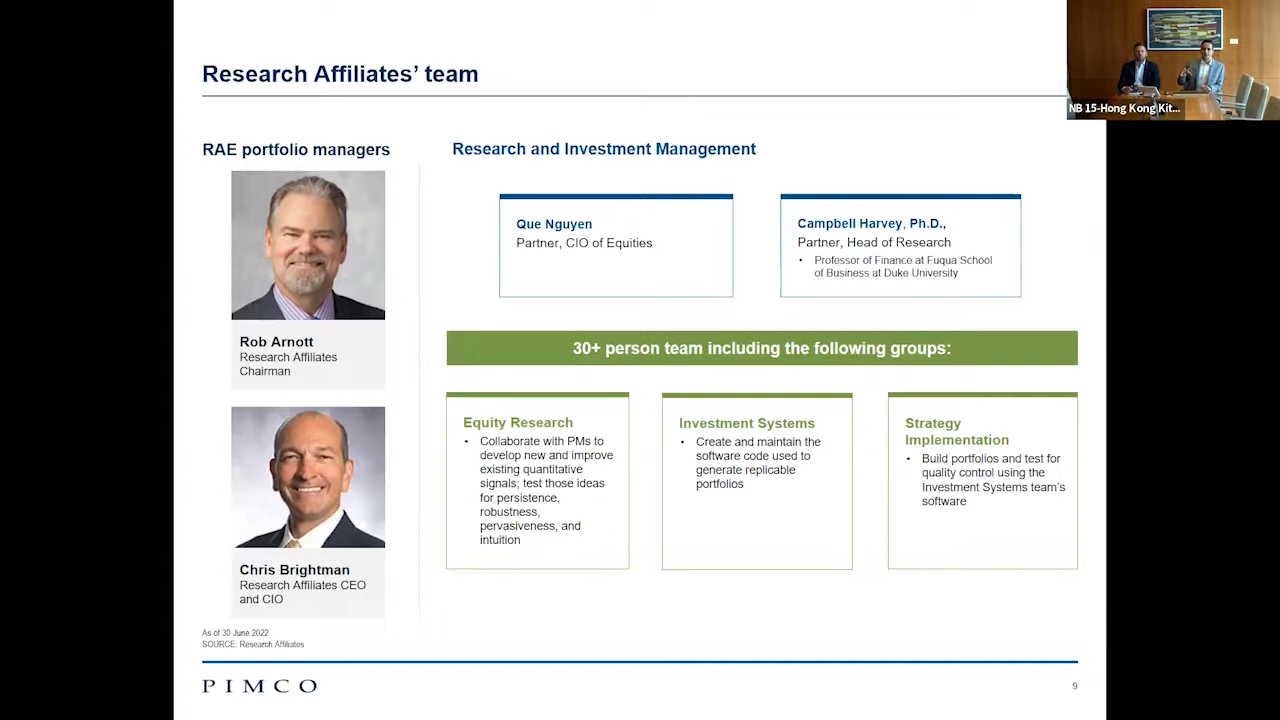 Research Affiliates’ team
NB 15-Hong Kong Kit...
RAE portfolio managers
Rob Arnott
Research Affiliates
Chairman
Chris Brightman
Research Affiliates CEO
and CIO
Research and Investment Management
Que Nguyen
Partner, CIO of Equities
Campbell Harvey, Ph.D.,
Partner, Head of Research
• Professor of Finance at Fuqua School
of Business at Duke University
30+ person team including the following groups:
Equity Research
• Collaborate with PMs to
develop new and improve
existing quantitative
signals; test those ideas
for persistence,
robustness,
pervasiveness, and
intuition
Investment Systems
• Create and maintain the
software code used to
generate replicable
portfolios
Strategy
Implementation
• Build portfolios and test for
quality control using the
Investment Systems team’s
software
As of 30 June 2022
SOURCE: Research Affiliates
PIMCO
9